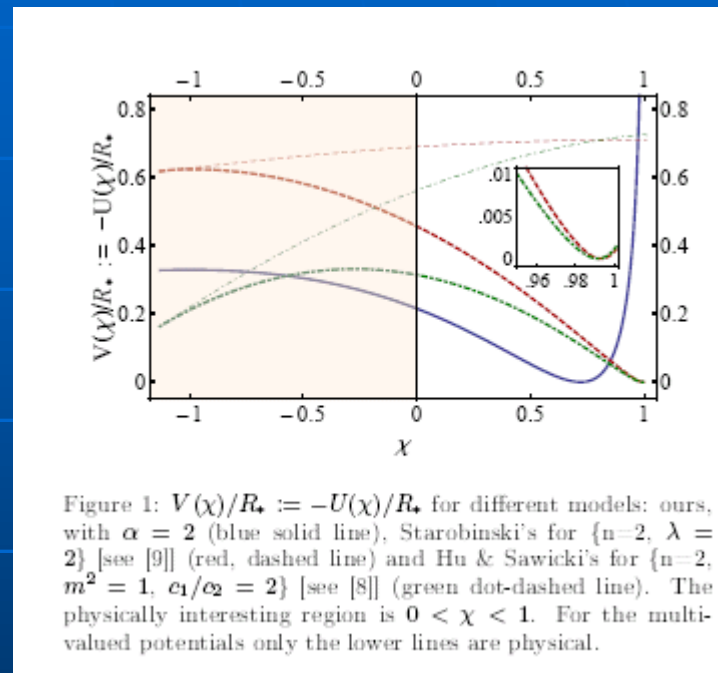 −1 −0.5 0 0.5 1
0.8 0.8
0.6 0.6
0.4 0.4
0.2 0.2
0 0
V(χ)/R* := −U(χ)/R*
.01
.005
0
.96 .98 1
−1 −0.5 0 0.5 1
χ
Figure 1: V(χ)/R* := −U(χ)/R* for different models: ours,
with α = 2 (blue solid line), Starobinski's for {n=2, λ =
2} [see [9]] (red, dashed line) and Hu & Sawicki's for {n=2,
m² = 1, c₁/c₂ = 2} [see [8]] (green dot-dashed line). The
physically interesting region is 0 < χ < 1. For the multi-
valued potentials only the lower lines are physical.